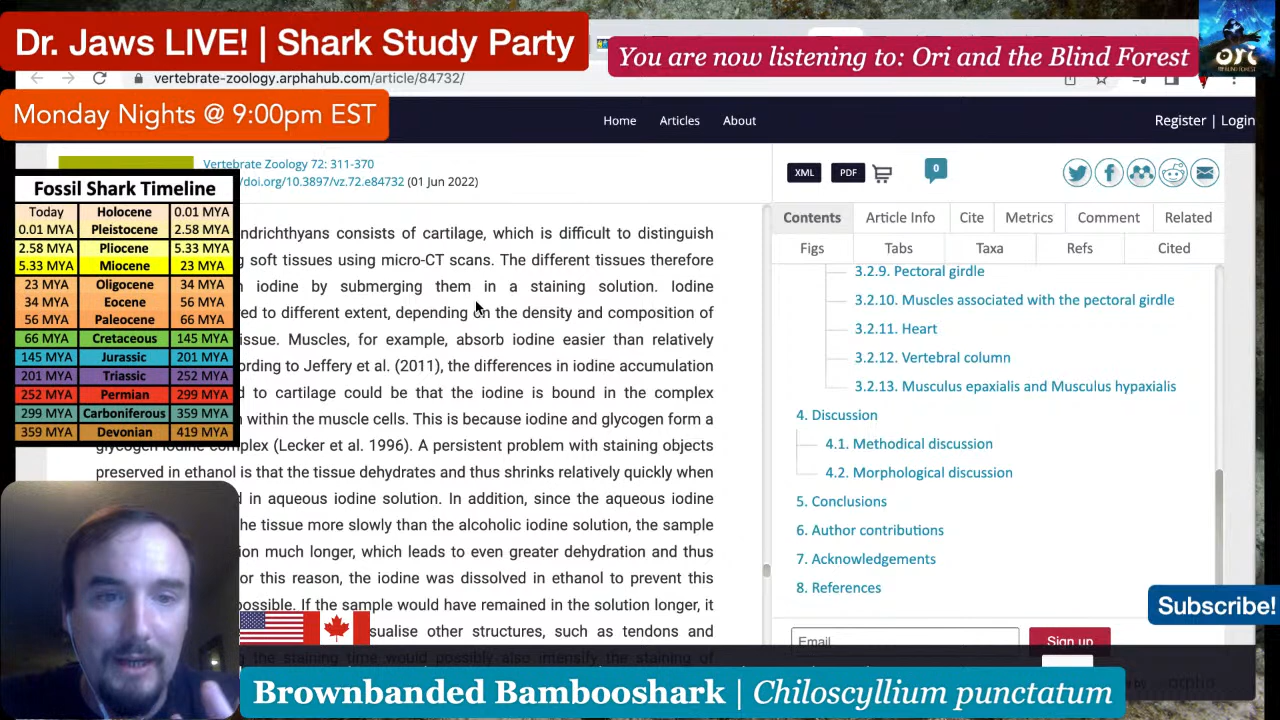 Dr. Jaws LIVE! | Shark Study Party
You are now listening to: Ori and the Blind Forest
ori
vertebrate-zoology.arphahub.com/article/84732/
Monday Nights @ 9:00pm EST
Home Articles About
Register | Login
Vertebrate Zoology 72: 311-370
/doi.org/10.3897/vz.72.e84732 (01 Jun 2022)
XML PDF 0
Fossil Shark Timeline
Today Holocene 0.01 MYA
0.01 MYA Pleistocene 2.58 MYA
2.58 MYA Pliocene 5.33 MYA
5.33 MYA Miocene 23 MYA
23 MYA Oligocene 34 MYA
34 MYA Eocene 56 MYA
56 MYA Paleocene 66 MYA
66 MYA Cretaceous 145 MYA
145 MYA Jurassic 201 MYA
201 MYA Triassic 252 MYA
252 MYA Permian 299 MYA
299 MYA Carboniferous 359 MYA
359 MYA Devonian 419 MYA
ndrichthyans consists of cartilage, which is difficult to distinguish
g soft tissues using micro-CT scans. The different tissues therefore
n iodine by submerging them in a staining solution. Iodine
ed to different extent, depending on the density and composition of
issue. Muscles, for example, absorb iodine easier than relatively
ording to Jeffery et al. (2011), the differences in iodine accumulation
d to cartilage could be that the iodine is bound in the complex
within the muscle cells. This is because iodine and glycogen form a
glycogen iodine complex (Lecker et al. 1996). A persistent problem with staining objects
preserved in ethanol is that the tissue dehydrates and thus shrinks relatively quickly when
d in aqueous iodine solution. In addition, since the aqueous iodine
he tissue more slowly than the alcoholic iodine solution, the sample
ion much longer, which leads to even greater dehydration and thus
or this reason, the iodine was dissolved in ethanol to prevent this
possible. If the sample would have remained in the solution longer, it
sualise other structures, such as tendons and
the staining time would possibly also intensify the staining of
Contents Article Info Cite Metrics Comment Related
Figs Tabs Taxa Refs Cited
3.2.9. Pectoral girdle
3.2.10. Muscles associated with the pectoral girdle
3.2.11. Heart
3.2.12. Vertebral column
3.2.13. Musculus epaxialis and Musculus hypaxialis
4. Discussion
4.1. Methodical discussion
4.2. Morphological discussion
5. Conclusions
6. Author contributions
7. Acknowledgements
8. References
Email Sign up
Subscribe!
Brownbanded Bambooshark | Chiloscyllium punctatum